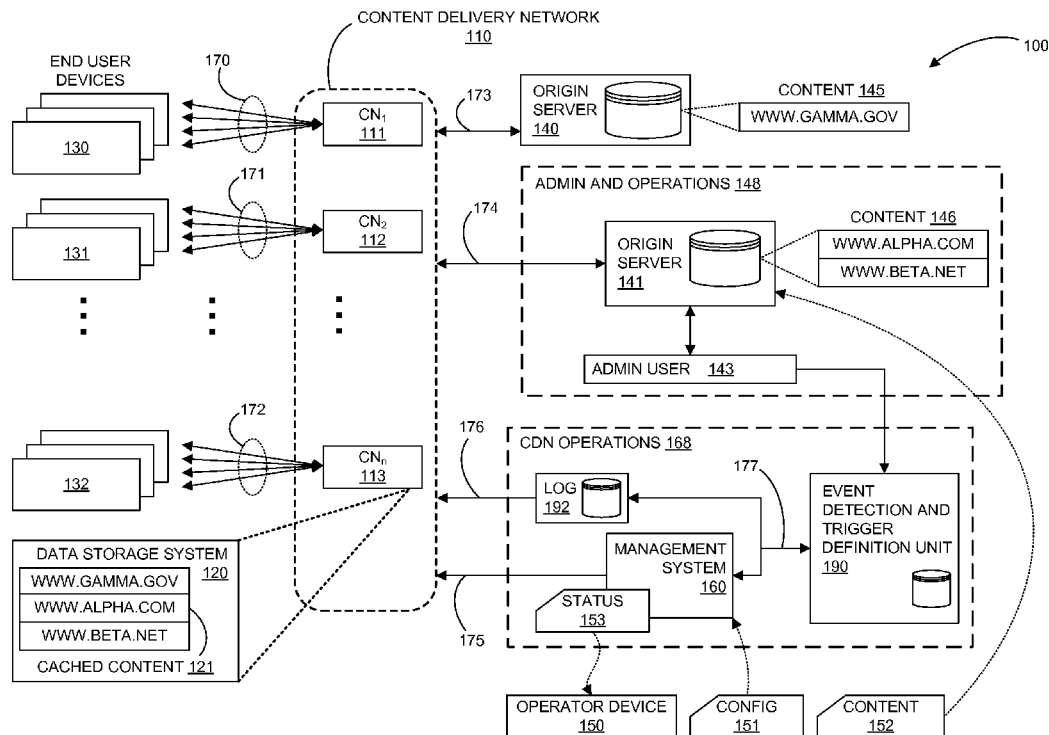 CONTENT DELIVERY NETWORK
110
100
END USER
DEVICES
170
130
CN1
111
173
ORIGIN
SERVER
140
CONTENT 145
WWW.GAMMA.GOV
171
131
CN2
112
174
ADMIN AND OPERATIONS 148
ORIGIN
SERVER
141
CONTENT 146
WWW.ALPHA.COM
WWW.BETA.NET
ADMIN USER 143
172
132
CNn
113
176
CDN OPERATIONS 168
LOG
192
177
EVENT
DETECTION AND
TRIGGER
DEFINITION UNIT
190
MANAGEMENT
SYSTEM
160
STATUS
153
175
DATA STORAGE SYSTEM 120
WWW.GAMMA.GOV
WWW.ALPHA.COM
WWW.BETA.NET
CACHED CONTENT 121
OPERATOR DEVICE
150
CONFIG
151
CONTENT
152